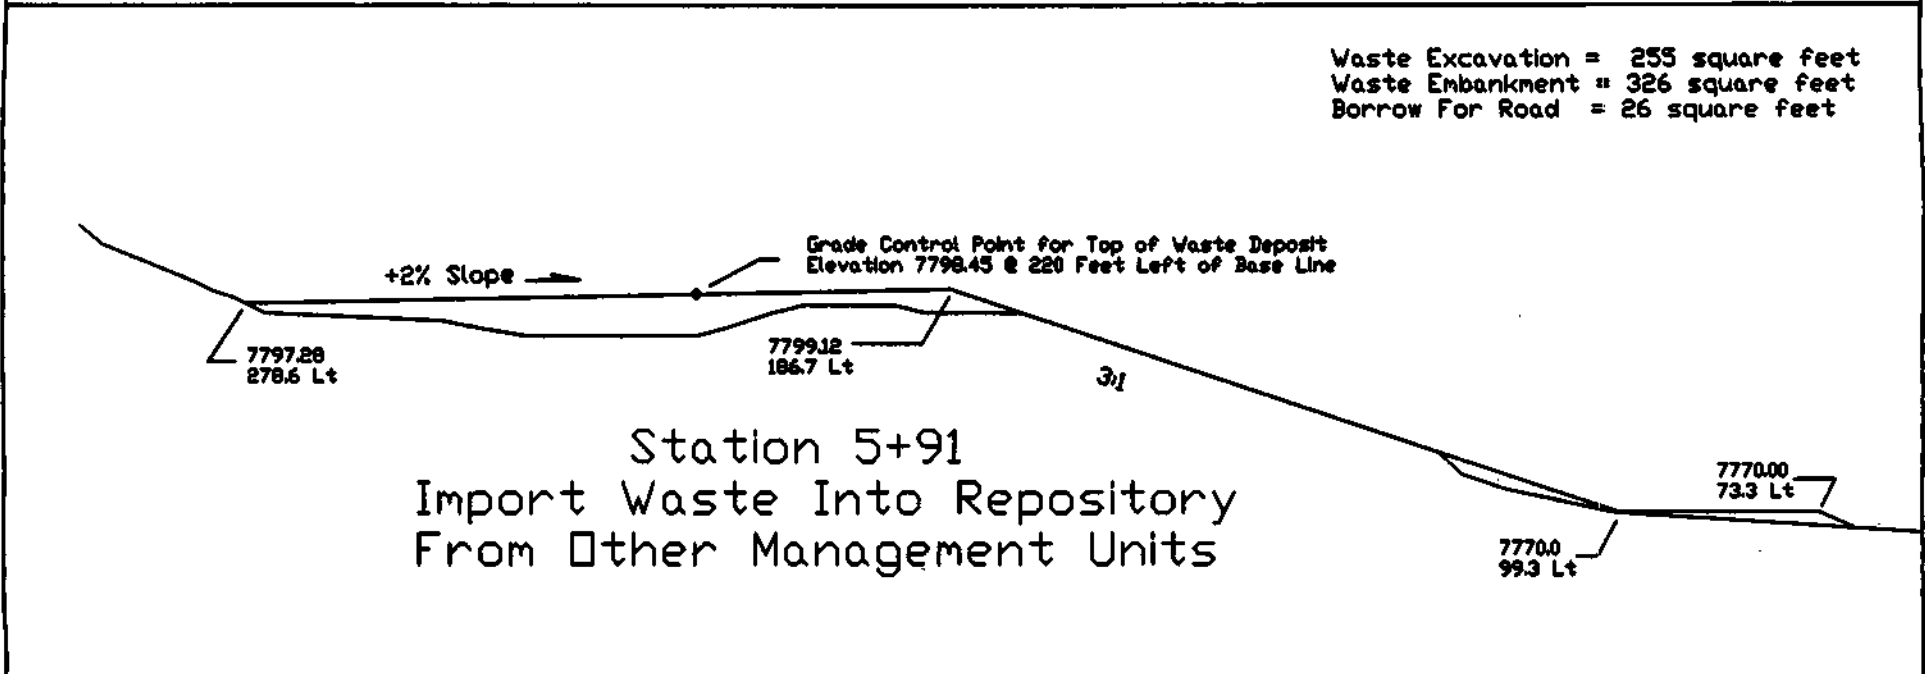 Waste Excavation = 255 square feet
Waste Embankment = 326 square feet
Borrow For Road = 26 square feet
Grade Control Point for Top of Waste Deposit
Elevation 7798.45 @ 220 Feet Left of Base Line
+2% Slope
7797.28
278.6 Lt
7799.12
186.7 Lt
3:1
Station 5+91
Import Waste Into Repository
From Other Management Units
7770.00
73.3 Lt
7770.0
99.3 Lt